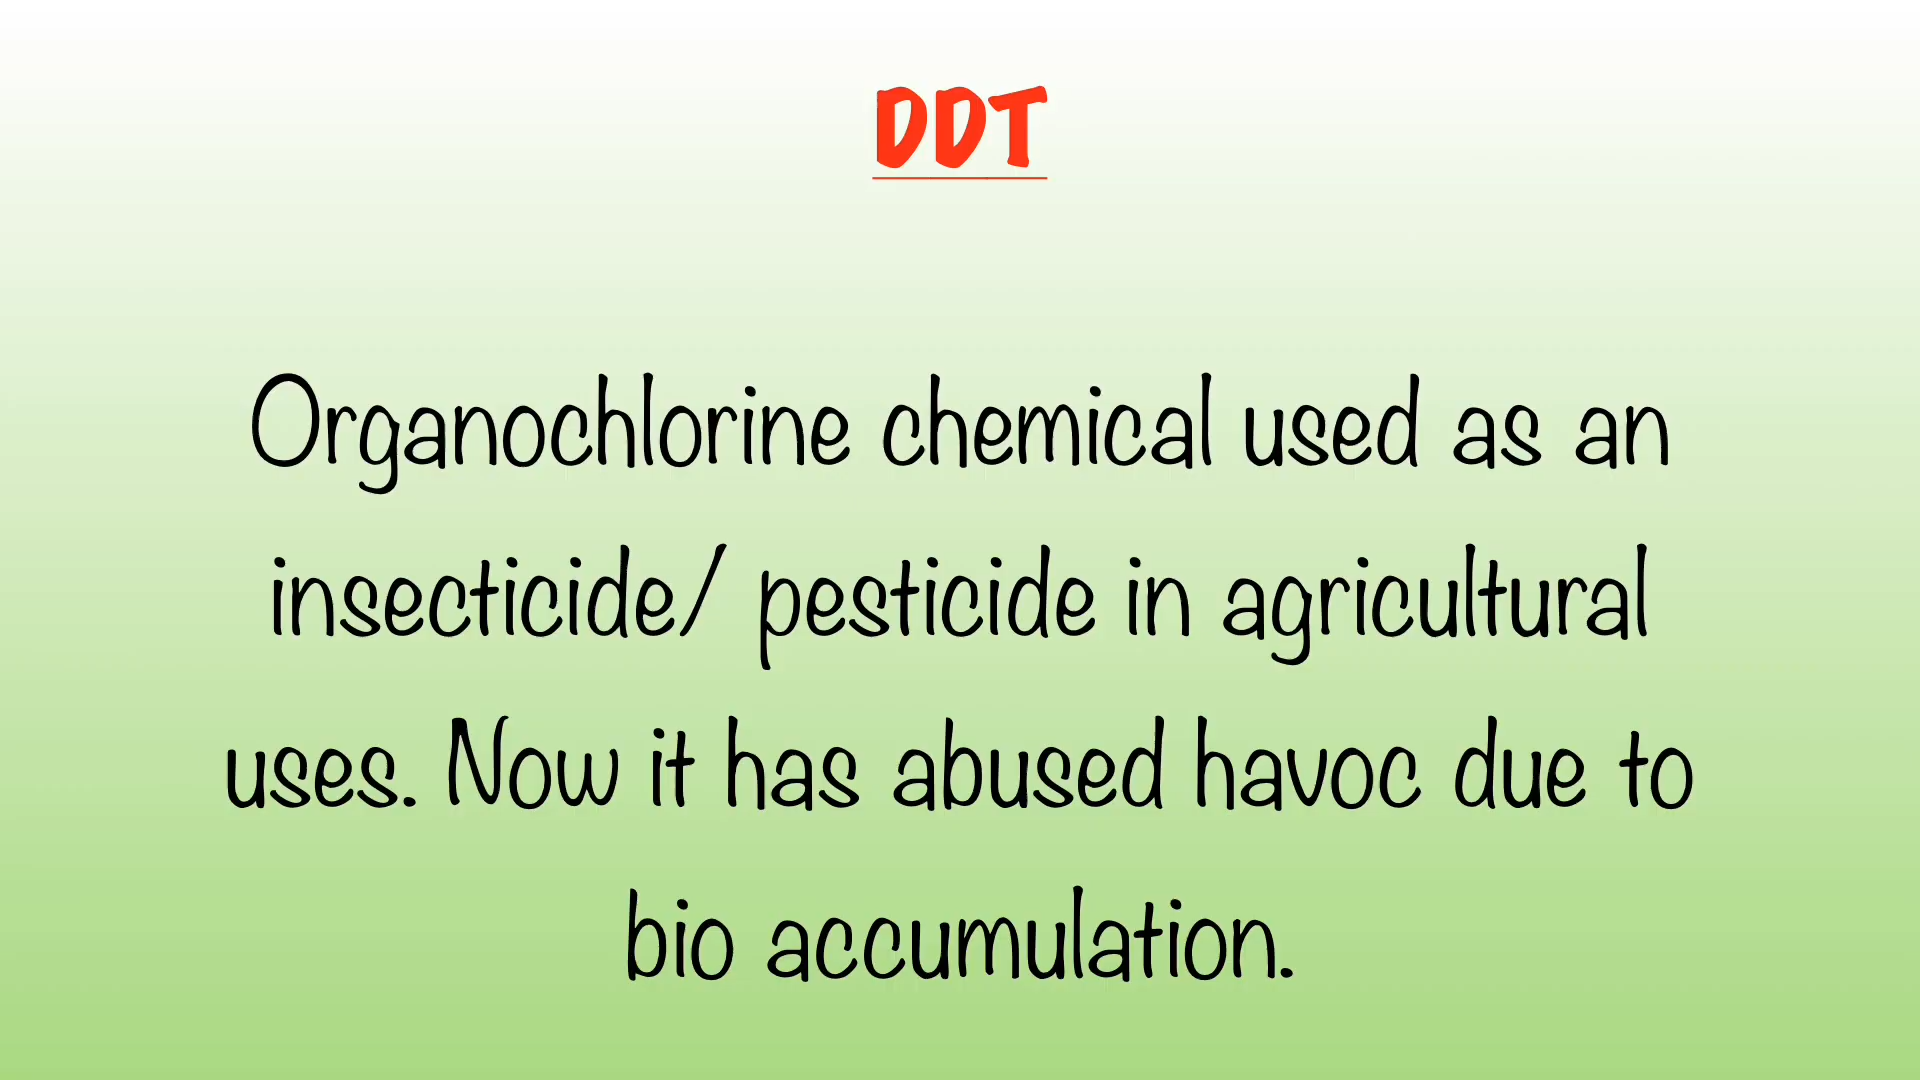 DDT
Organochlorine chemical used as an
insecticide/ pesticide in agricultural
uses. Now it has abused havoc due to
bio accumulation.